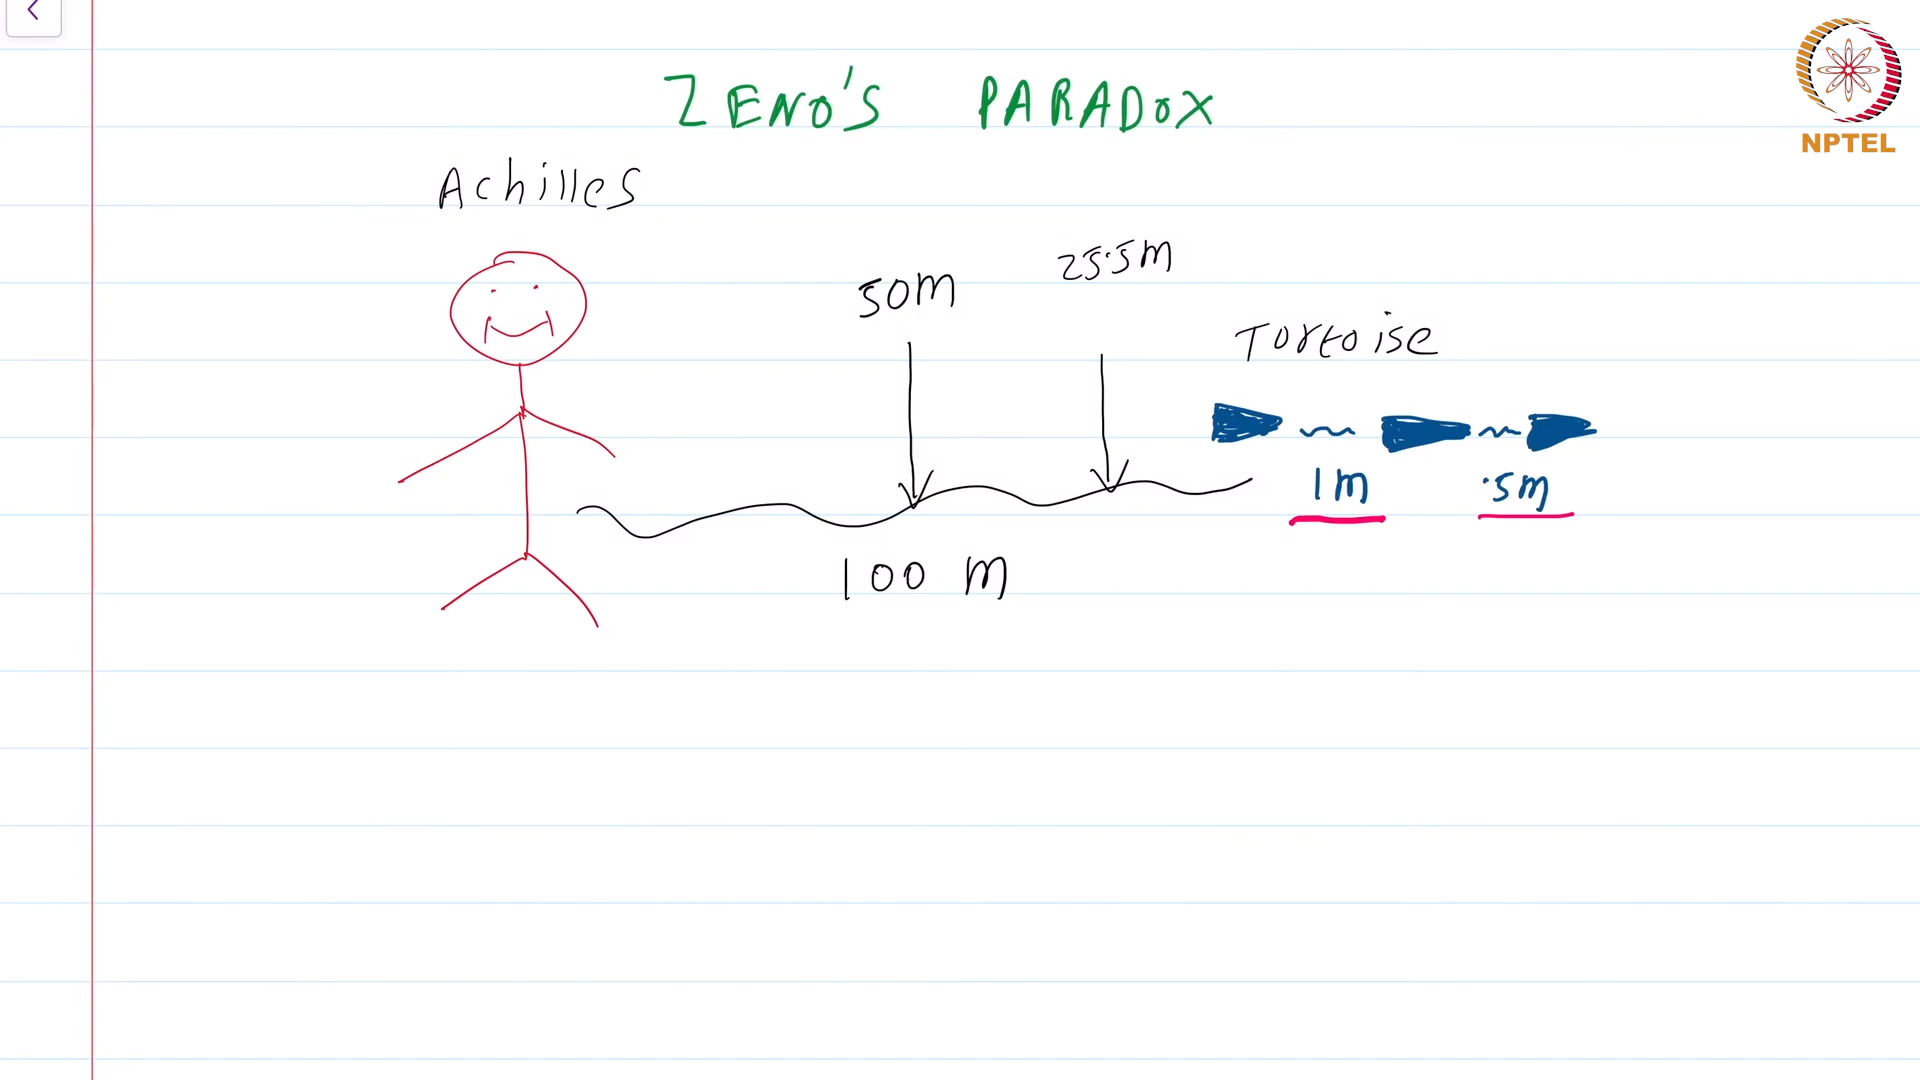 ZENO'S PARADOX
NPTEL
Achilles
50m
25.5m
Tortoise
1m
.5m
100 m